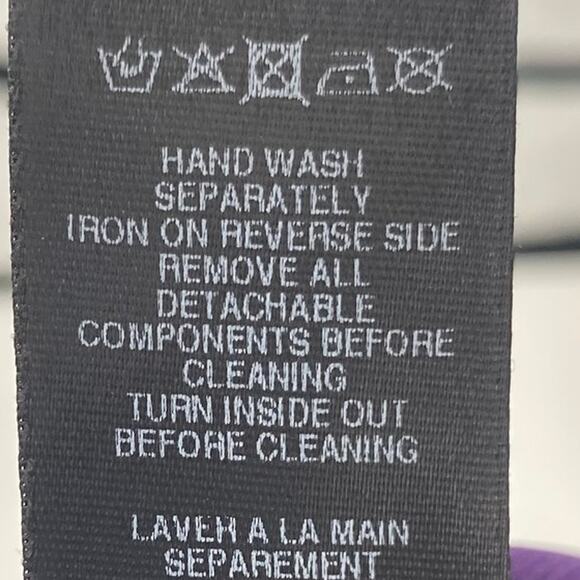 HAND WASH
SEPARATELY
IRON ON REVERSE SIDE
REMOVE ALL
DETACHABLE
COMPONENTS BEFORE
CLEANING
TURN INSIDE OUT
BEFORE CLEANING
LAVER A LA MAIN
SEPAREMENT